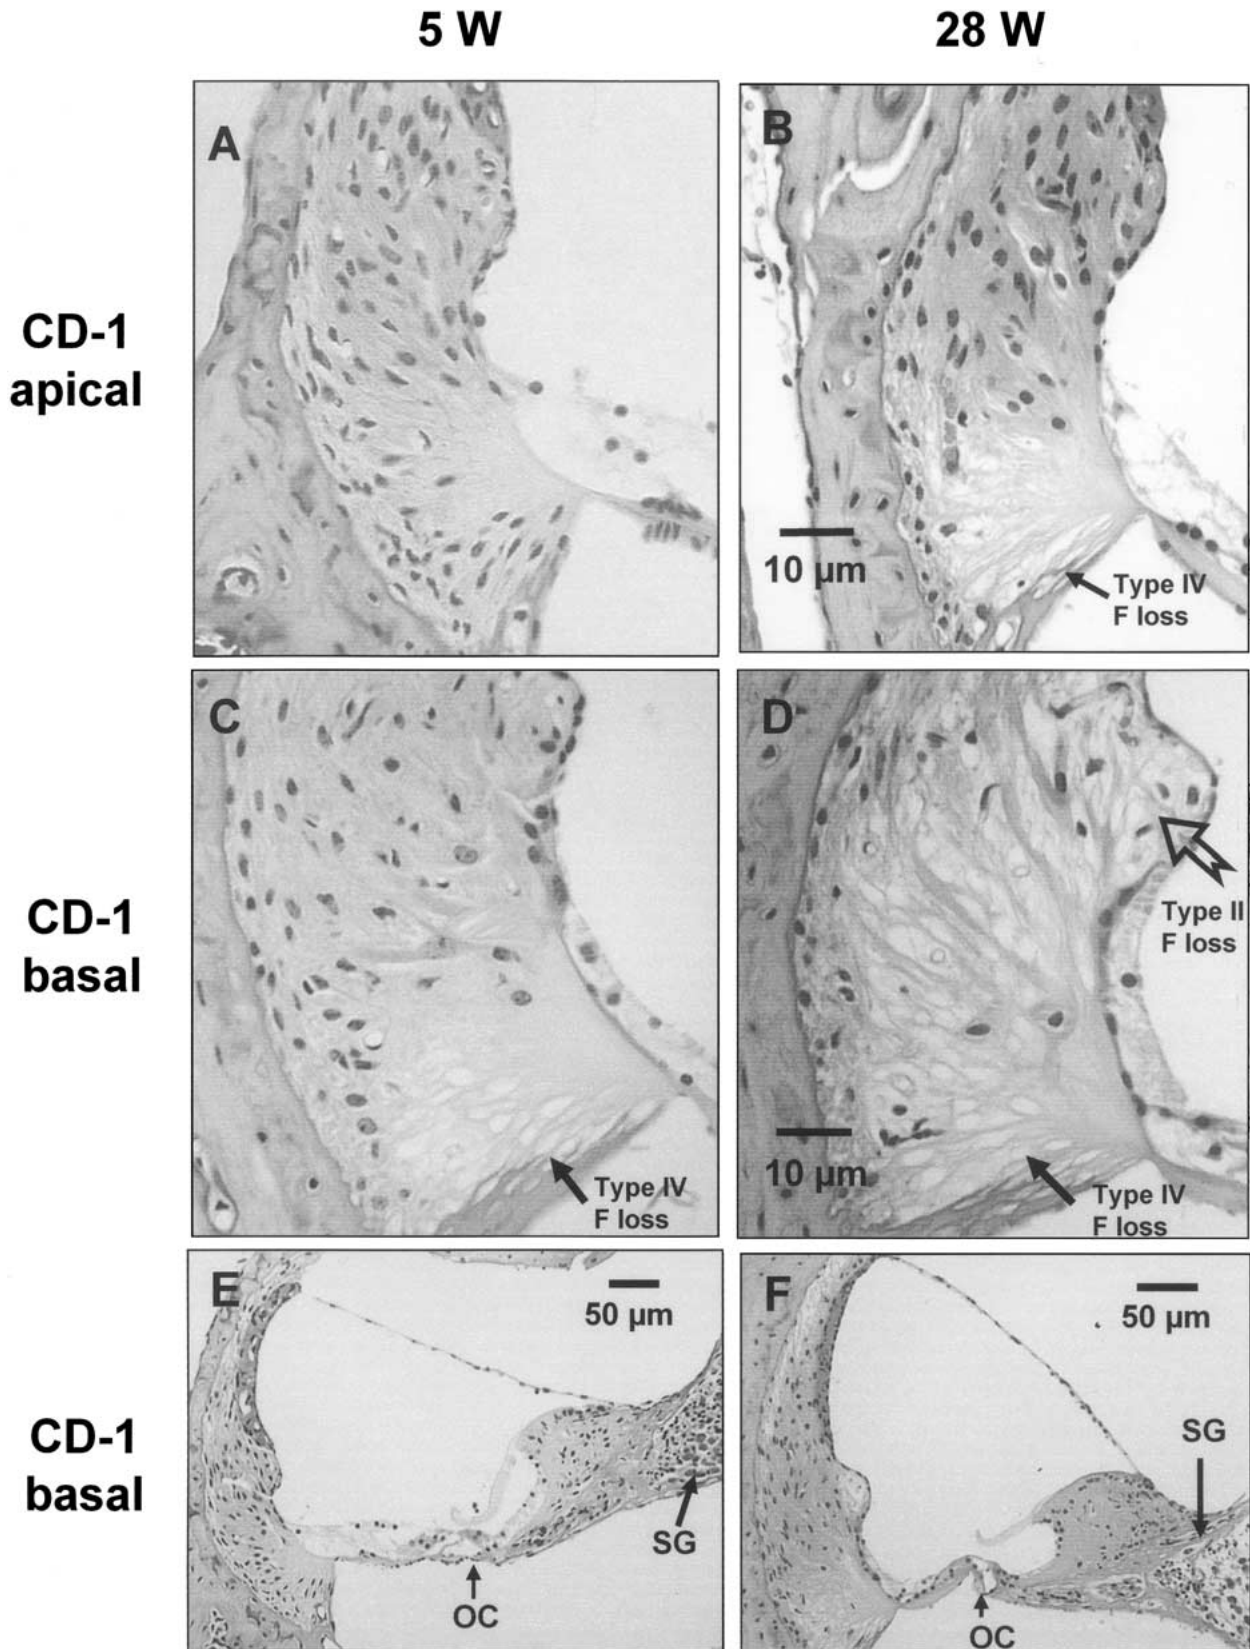 5 W
28 W
CD-1
apical
A
B
10 µm
Type IV
F loss
CD-1
basal
C
Type IV
F loss
D
Type II
F loss
10 µm
Type IV
F loss
CD-1
basal
E
50 µm
SG
OC
F
50 µm
SG
OC